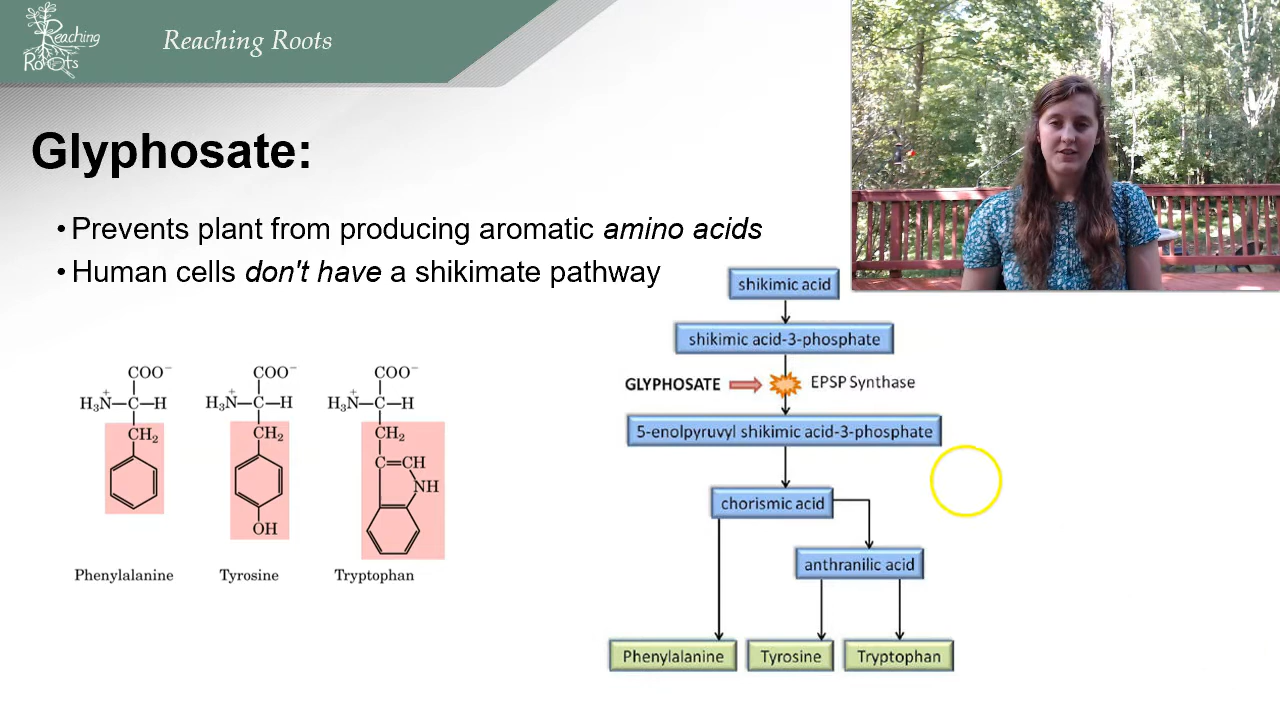 Reaching
Roots
Reaching Roots
Glyphosate:
• Prevents plant from producing aromatic amino acids
• Human cells don't have a shikimate pathway
shikimic acid
shikimic acid-3-phosphate
GLYPHOSATE
EPSP Synthase
5-enolpyruvyl shikimic acid-3-phosphate
chorismic acid
anthranilic acid
Phenylalanine
Tyrosine
Tryptophan
COO⁻
H₃N⁺—C—H
CH₂
Phenylalanine
COO⁻
H₃N⁺—C—H
CH₂
OH
Tyrosine
COO⁻
H₃N⁺—C—H
CH₂
C=CH
NH
Tryptophan